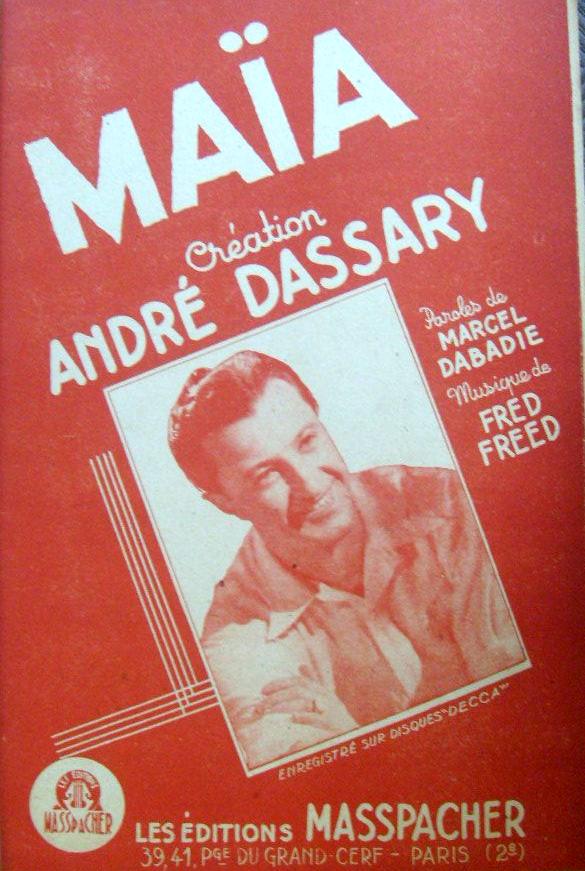 MAÏA
Création
ANDRÉ DASSARY
Paroles de
MARCEL
DABADIE
Musique de
FRED
FREED
ENREGISTRÉ SUR DISQUES "DECCA"
LES EDITIONS
MASSPACHER
LES ÉDITIONS MASSPACHER
39,41, PGE DU GRAND-CERF - PARIS (2e)